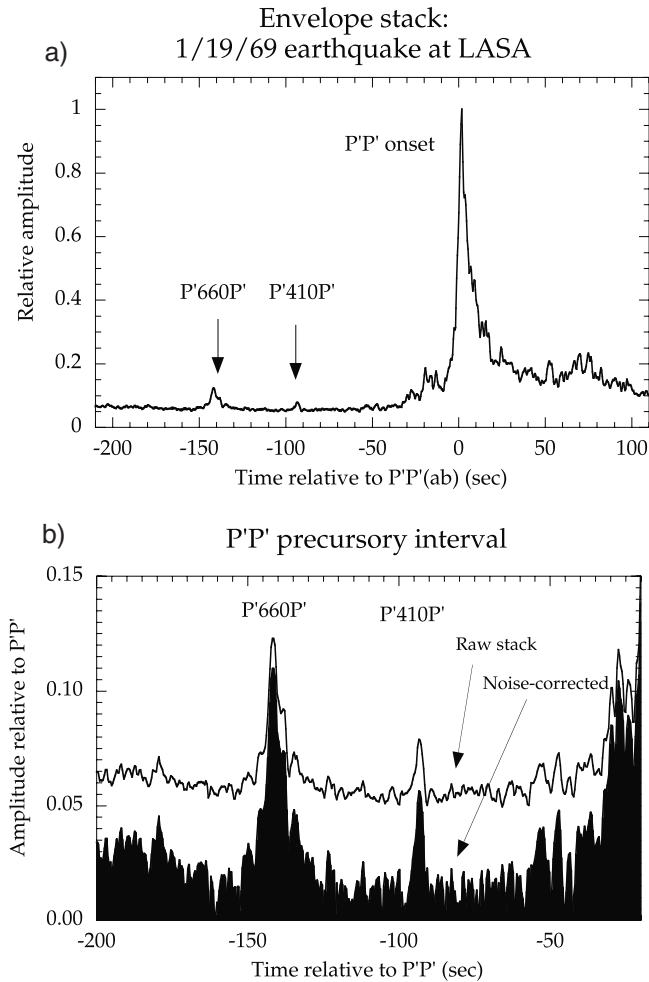 Envelope stack:
a) 1/19/69 earthquake at LASA
1
0.8
0.6
0.4
0.2
0
Relative amplitude
P'P' onset
P'660P' P'410P'
-200 -150 -100 -50 0 50 100
Time relative to P'P'(ab) (sec)
b) P'P' precursory interval
0.15
0.10
0.05
0.00
Amplitude relative to P'P'
P'660P' P'410P'
Raw stack
Noise-corrected
-200 -150 -100 -50
Time relative to P'P' (sec)